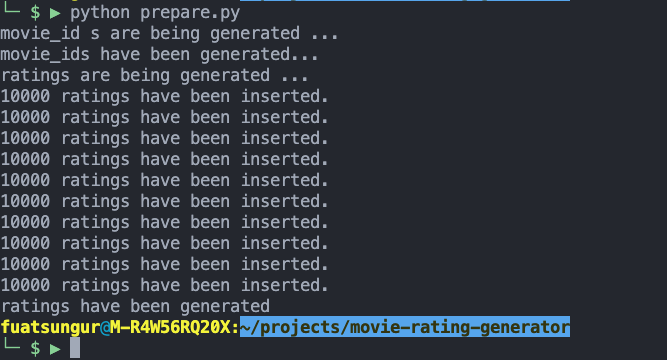 └─ $ ▶ python prepare.py
movie_id s are being generated ...
movie_ids have been generated...
ratings are being generated ...
10000 ratings have been inserted.
10000 ratings have been inserted.
10000 ratings have been inserted.
10000 ratings have been inserted.
10000 ratings have been inserted.
10000 ratings have been inserted.
10000 ratings have been inserted.
10000 ratings have been inserted.
10000 ratings have been inserted.
10000 ratings have been inserted.
ratings have been generated
fuatsungur@M-R4W56RQ20X:~/projects/movie-rating-generator
└─ $ ▶